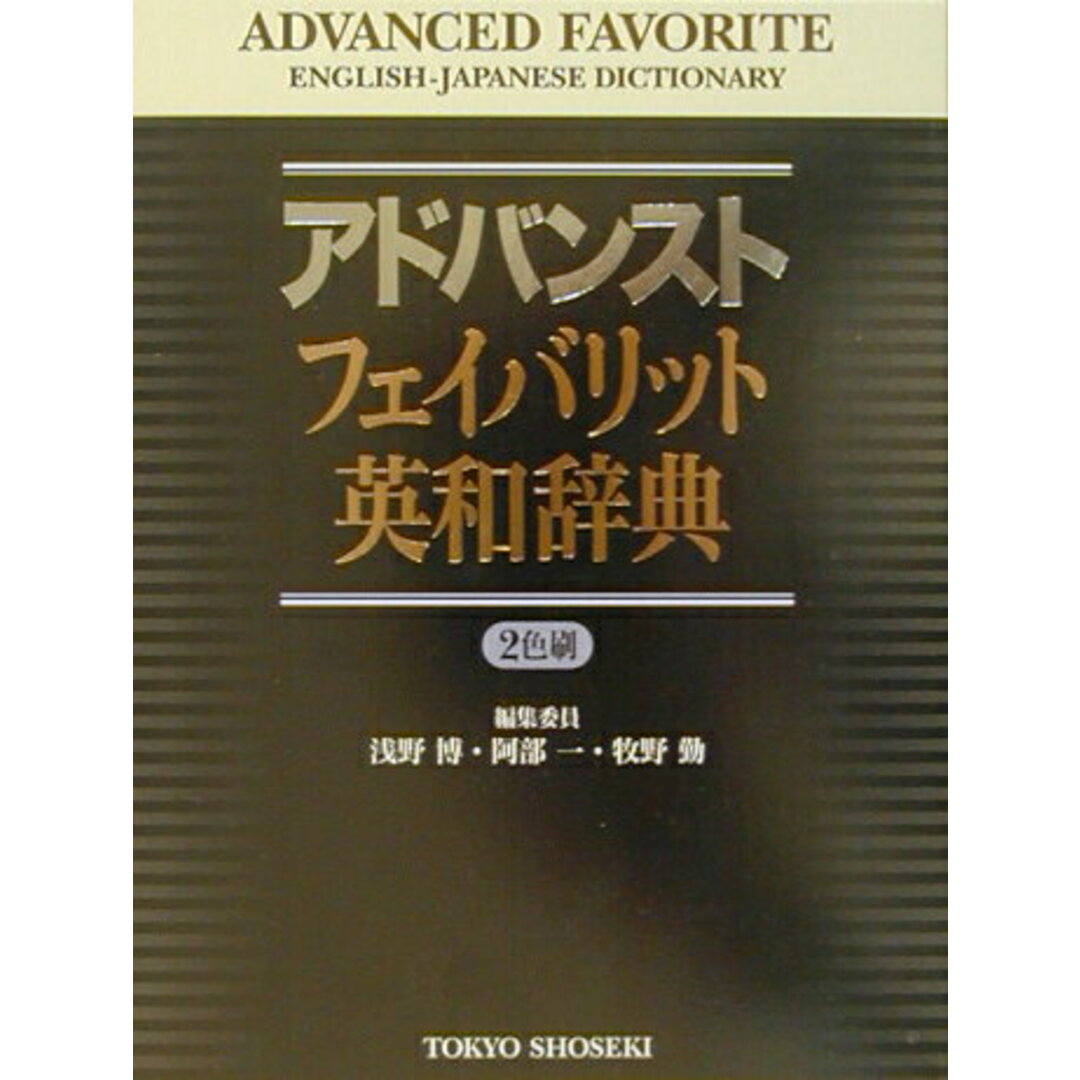 ADVANCED FAVORITE
ENGLISH-JAPANESE DICTIONARY
アドバンスト
フェイバリット
英和辞典
2色刷
編集委員
浅野 博・阿部 一・牧野 勤
TOKYO SHOSEKI